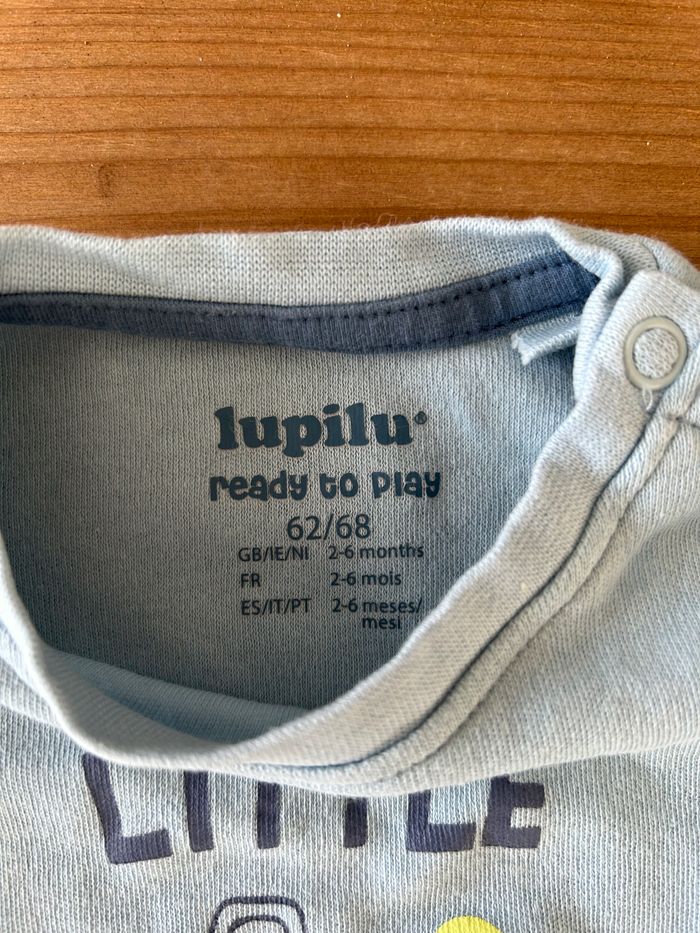 lupilu®
ready to play
62/68
GB/IE/NI 2-6 months
FR 2-6 mois
ES/IT/PT 2-6 meses/
mesi
LITTLE